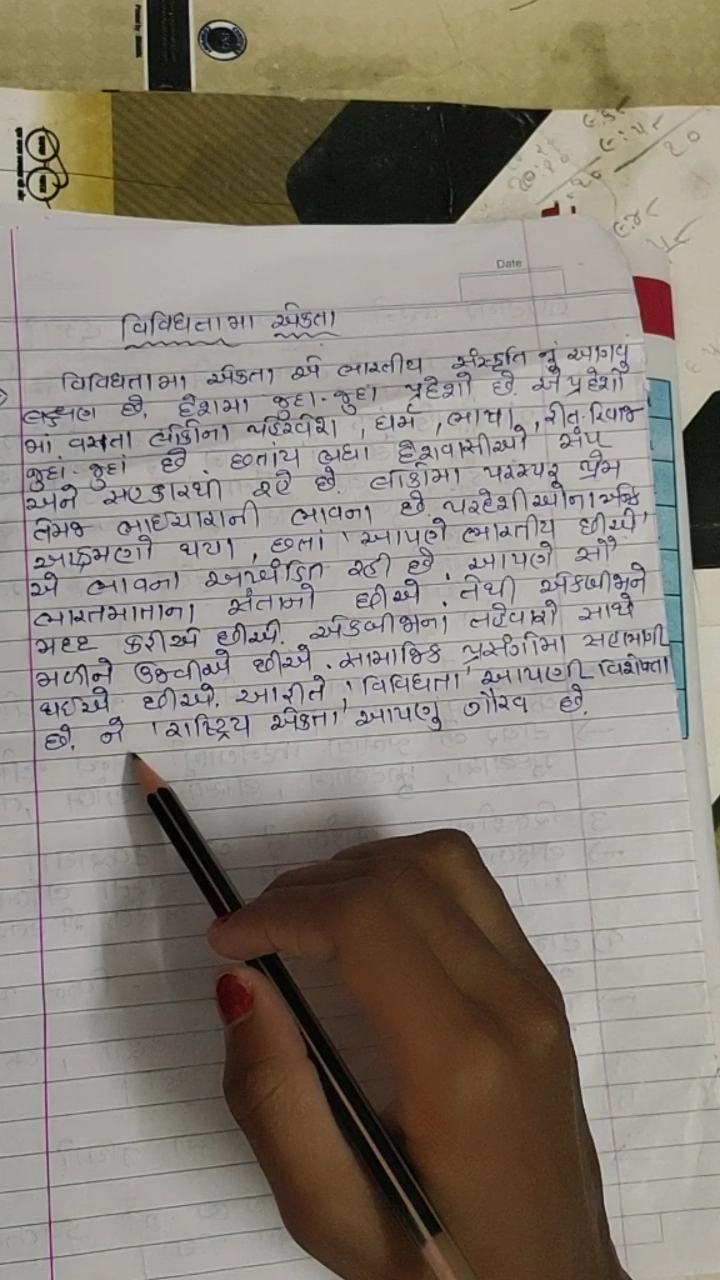 Date
વિવિધતામા એકતા
વિવિધતામા એકતા એ ભારતીય સંસ્કૃતિ નું આગવું
લક્ષણ છે. દેશમા જુદા-જુદા પ્રદેશો છે. એ પ્રદેશો
માં વસતા લોકોના પહેરવેશ, ધર્મ, ભાષા, રીત-રિવાજ
જુદા-જુદાં છે. છતાય બધા દેશવાસીઓ સંપ
અને સહકારથી રહે છે. લોકોમા પરસ્પર પ્રેમ
તેમજ ભાઈચારાની ભાવના છે. પરદેશીઓના
આક્રમણો થયા, છતાં 'આપણે ભારતીય છીએ'
એ ભાવના અખંડિત રહી છે. આપણે સૌ
ભારતમાતાના સંતાનો છીએ. તેથી એકબીજાને
મદદ કરીએ છીએ. એકબીજાના તહેવારો સાથે
મળીને ઉજવીએ છીએ. સામાજિક પ્રસંગોમા સહભાગી
થઈએ છીએ. આ રીતે 'વિવિધતા' આપણી વિશેષતા
છે. ને 'રાષ્ટ્રિય એકતા' આપણુ ગૌરવ છે.